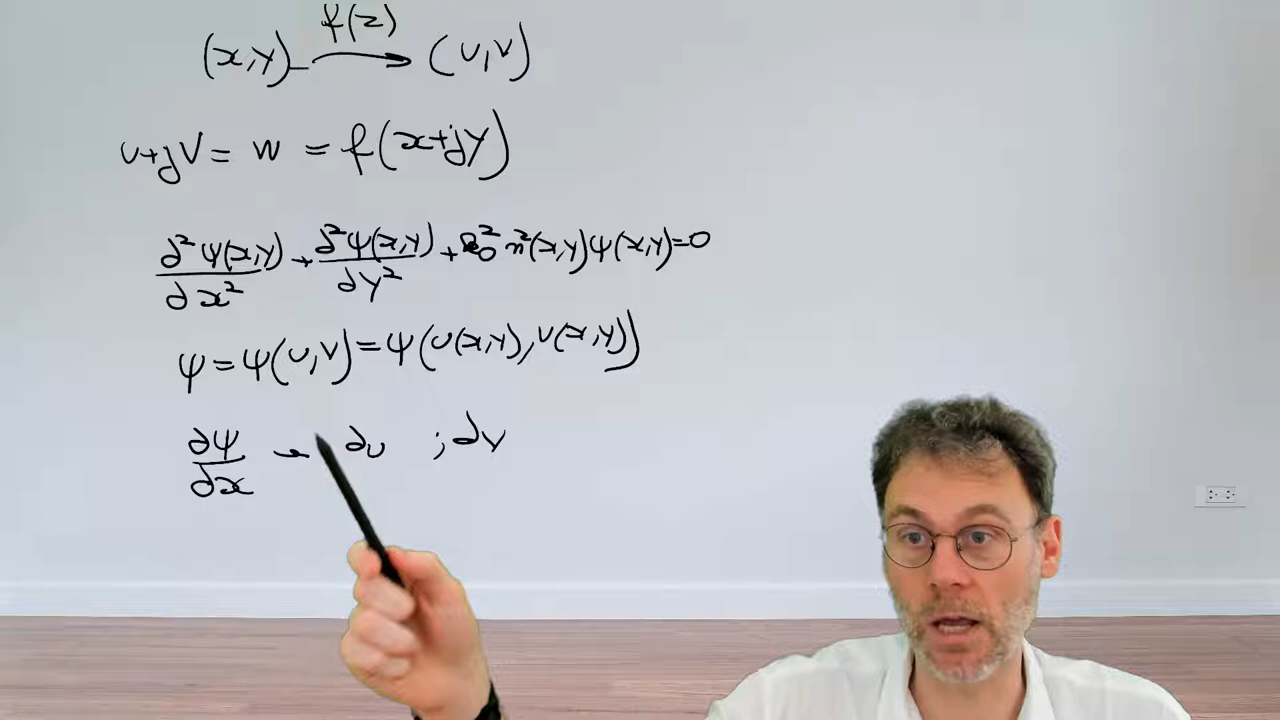 (x,y) f(z) → (u,v)
u+jv = w = f(x+jy)
∂²ψ(x,y)/∂x² + ∂²ψ(x,y)/∂y² + k₀² n²(x,y)ψ(x,y)=0
ψ = ψ(u,v) = ψ(u(x,y),v(x,y))
∂ψ/∂x → ∂u ; ∂v